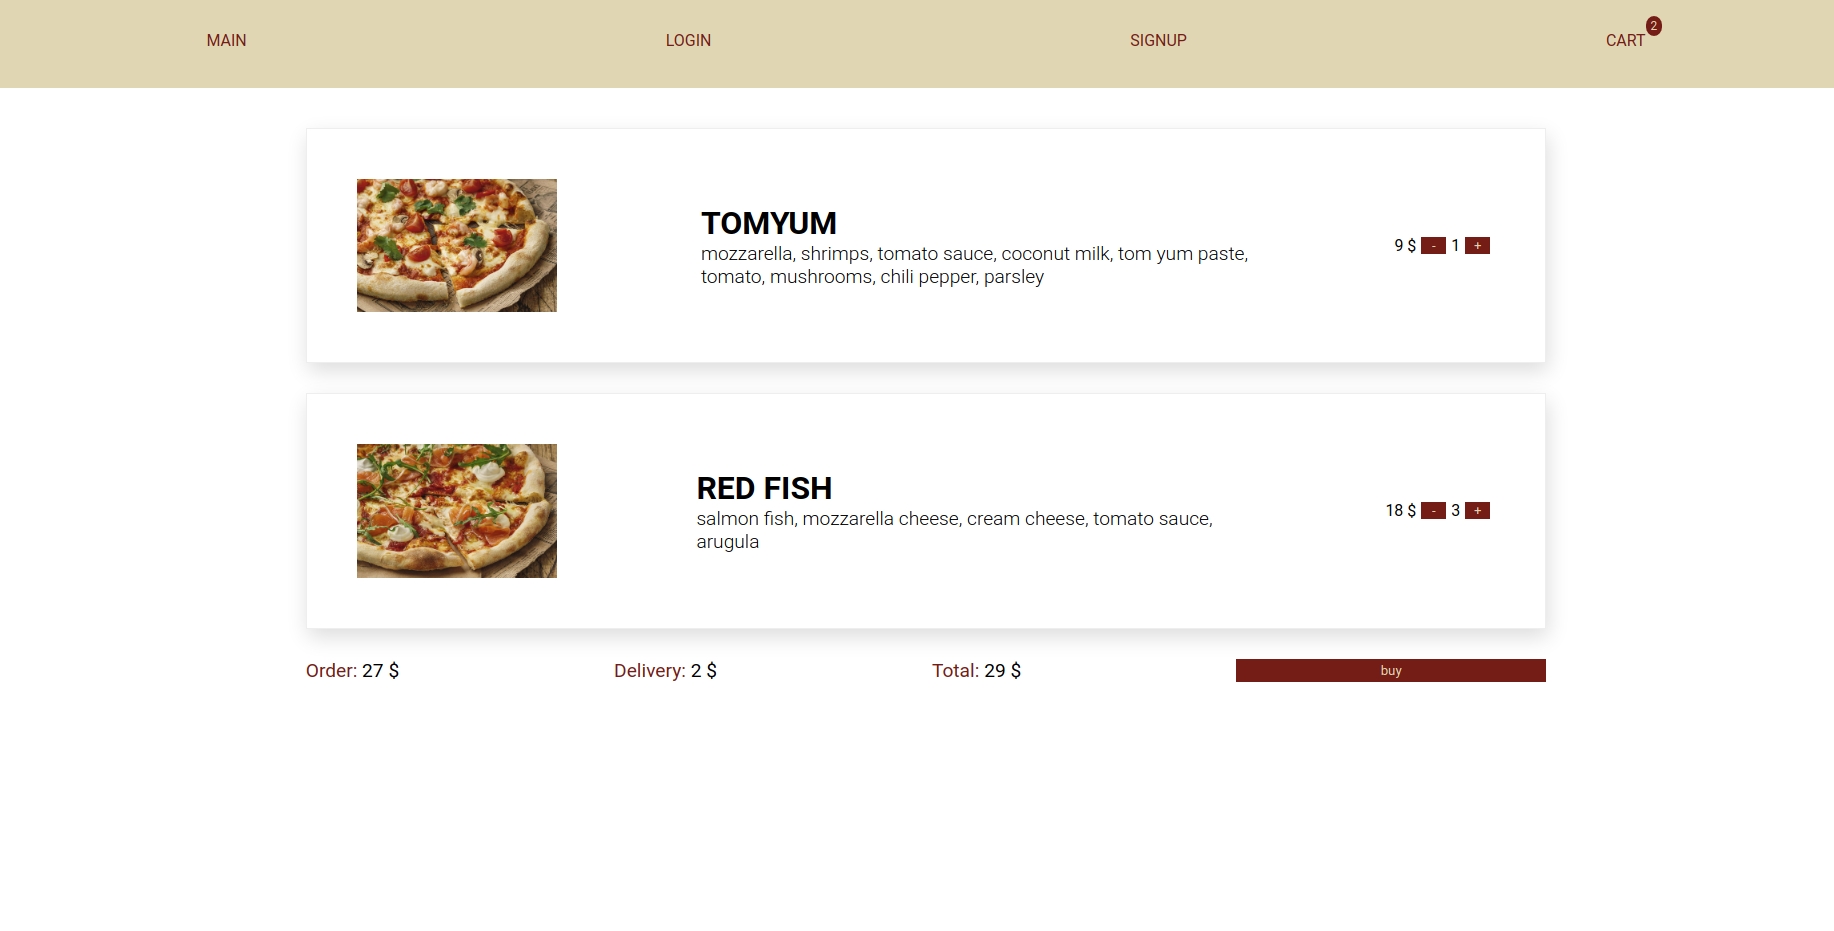 MAIN LOGIN SIGNUP CART 2
TOMYUM
mozzarella, shrimps, tomato sauce, coconut milk, tom yum paste,
tomato, mushrooms, chili pepper, parsley
9 $ - 1 +
RED FISH
salmon fish, mozzarella cheese, cream cheese, tomato sauce,
arugula
18 $ - 3 +
Order: 27 $ Delivery: 2 $ Total: 29 $ buy